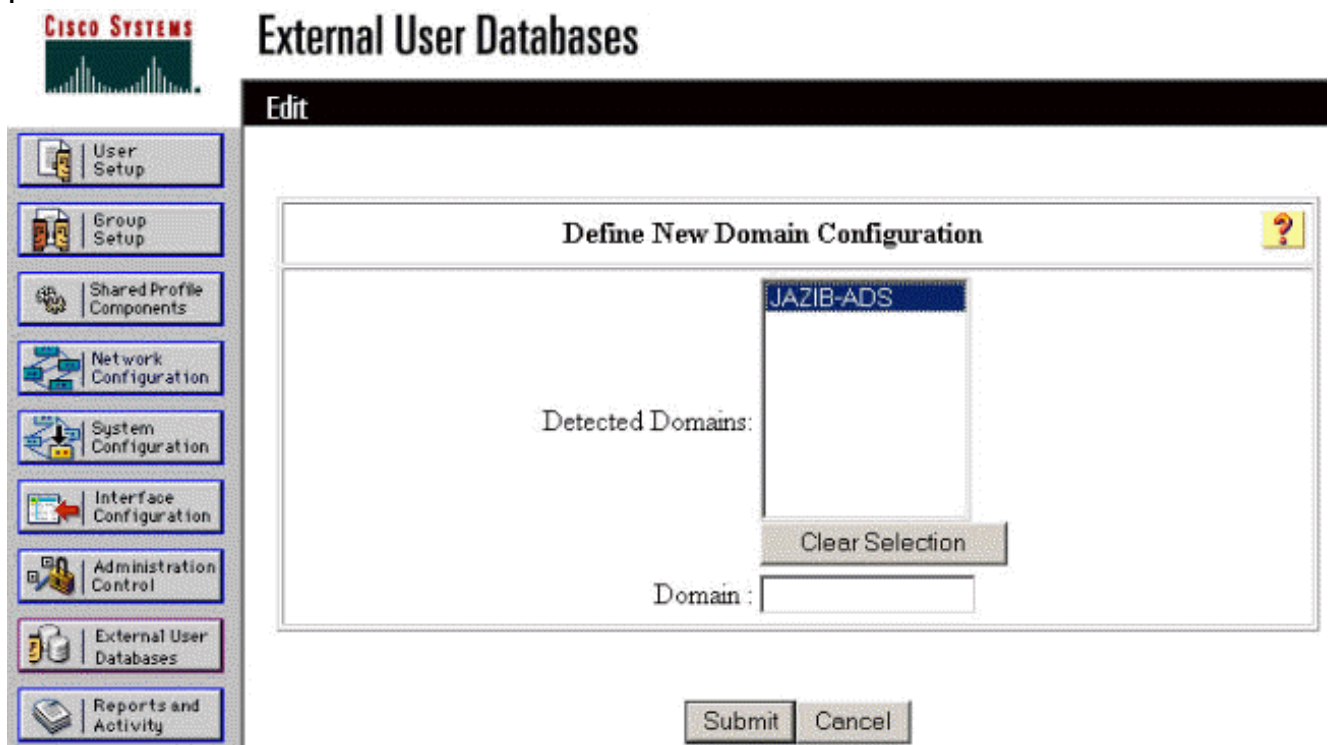 CISCO SYSTEMS
External User Databases
Edit
User
Setup
Group
Setup
Shared Profile
Components
Network
Configuration
System
Configuration
Interface
Configuration
Administration
Control
External User
Databases
Reports and
Activity
Define New Domain Configuration
?
JAZIB-ADS
Detected Domains:
Clear Selection
Domain :
Submit
Cancel